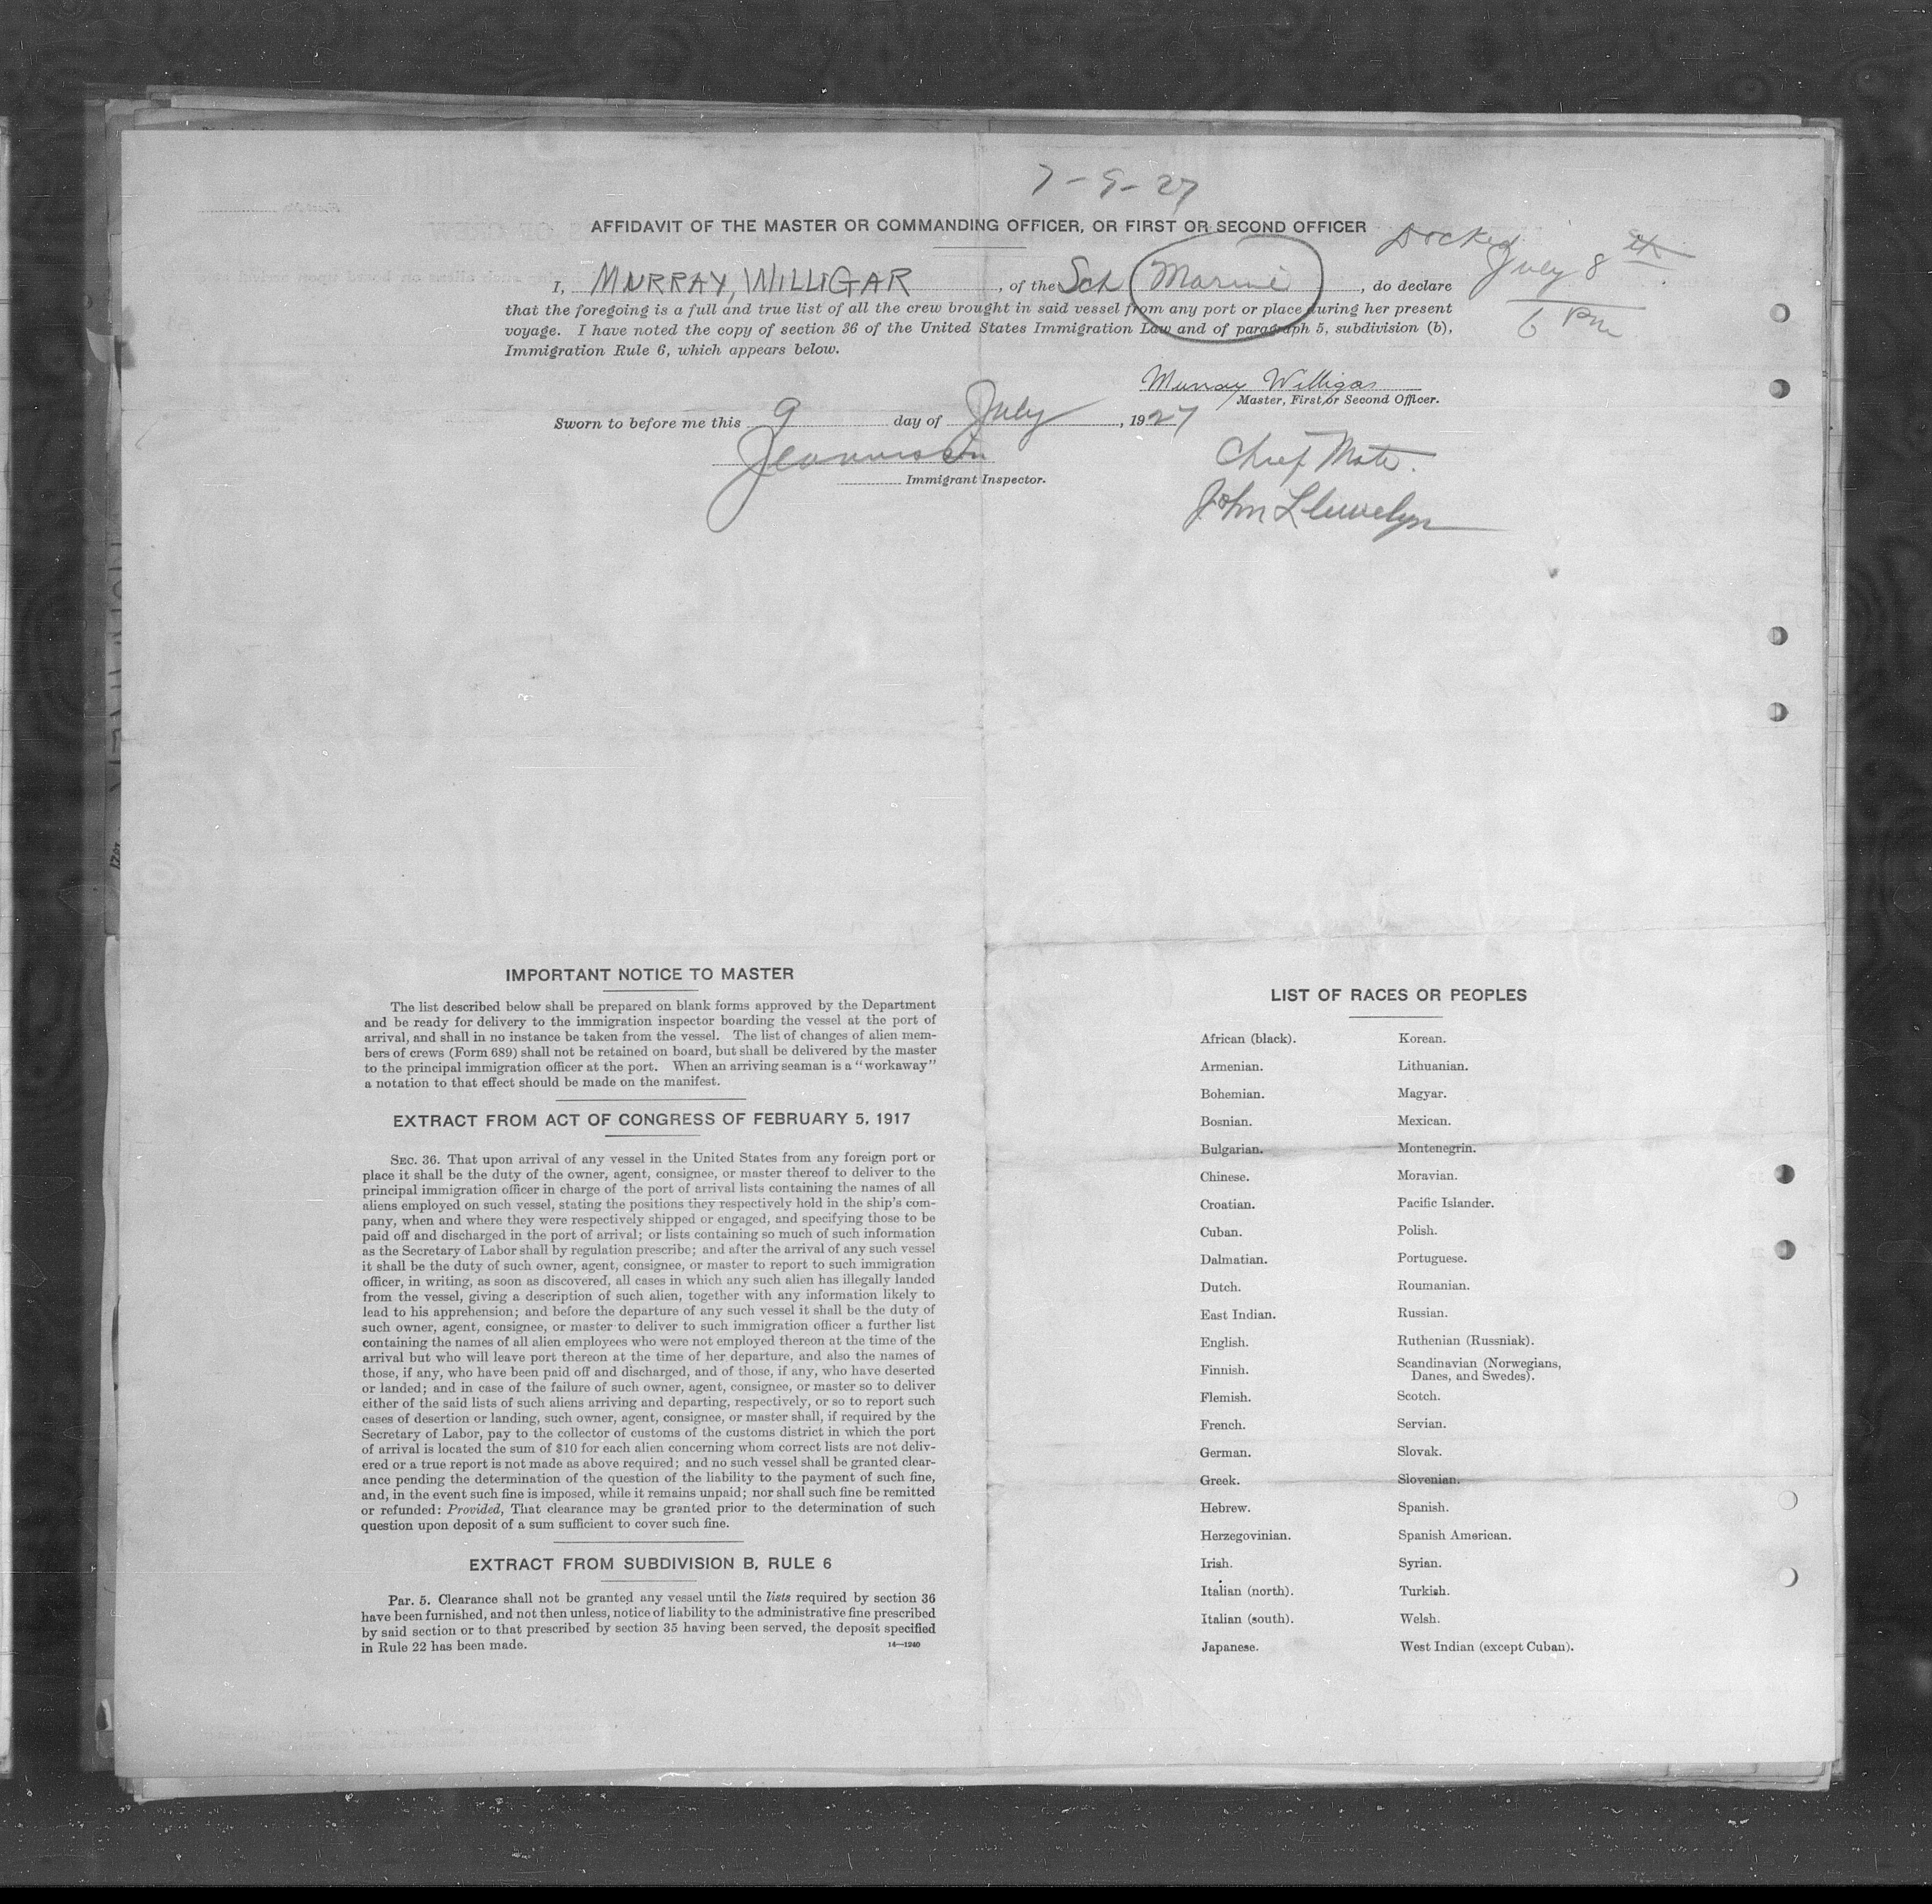 7-9-27
AFFIDAVIT OF THE MASTER OR COMMANDING OFFICER, OR FIRST OR SECOND OFFICER
Docked
July 8th
6 Pm
I, MURRAY, WILLIGAR, of the Sch, do declare
that the foregoing is a full and true list of all the crew brought in said vessel from any port or place during her present
voyage. I have noted the copy of section 36 of the United States Immigration Law and of paragraph 5, subdivision (b),
Immigration Rule 6, which appears below.
Murray Willigar
Master, First or Second Officer.
Sworn to before me this 9 day of July, 1927
Immigrant Inspector.
Chief Mate.
John Llewelyn
IMPORTANT NOTICE TO MASTER
The list described below shall be prepared on blank forms approved by the Department
and be ready for delivery to the immigration inspector boarding the vessel at the port of
arrival, and shall in no instance be taken from the vessel. The list of changes of alien mem-
bers of crews (Form 689) shall not be retained on board, but shall be delivered by the master
to the principal immigration officer at the port. When an arriving seaman is a "workaway"
a notation to that effect should be made on the manifest.
EXTRACT FROM ACT OF CONGRESS OF FEBRUARY 5, 1917
SEC. 36. That upon arrival of any vessel in the United States from any foreign port or
place it shall be the duty of the owner, agent, consignee, or master thereof to deliver to the
principal immigration officer in charge of the port of arrival lists containing the names of all
aliens employed on such vessel, stating the positions they respectively hold in the ship's com-
pany, when and where they were respectively shipped or engaged, and specifying those to be
paid off and discharged in the port of arrival; or lists containing so much of such information
as the Secretary of Labor shall by regulation prescribe; and after the arrival of any such vessel
it shall be the duty of such owner, agent, consignee, or master to report to such immigration
officer, in writing, as soon as discovered, all cases in which any such alien has illegally landed
from the vessel, giving a description of such alien, together with any information likely to
lead to his apprehension; and before the departure of any such vessel it shall be the duty of
such owner, agent, consignee, or master to deliver to such immigration officer a further list
containing the names of all alien employees who were not employed thereon at the time of the
arrival but who will leave port thereon at the time of her departure, and also the names of
those, if any, who have been paid off and discharged, and of those, if any, who have deserted
or landed; and in case of the failure of such owner, agent, consignee, or master so to deliver
either of the said lists of such aliens arriving and departing, respectively, or so to report such
cases of desertion or landing, such owner, agent, consignee, or master shall, if required by the
Secretary of Labor, pay to the collector of customs of the customs district in which the port
of arrival is located the sum of $10 for each alien concerning whom correct lists are not deliv-
ered or a true report is not made as above required; and no such vessel shall be granted clear-
ance pending the determination of the question of the liability to the payment of such fine,
and, in the event such fine is imposed, while it remains unpaid; nor shall such fine be remitted
or refunded: Provided, That clearance may be granted prior to the determination of such
question upon deposit of a sum sufficient to cover such fine.
EXTRACT FROM SUBDIVISION B, RULE 6
Par. 5. Clearance shall not be granted any vessel until the lists required by section 36
have been furnished, and not then unless, notice of liability to the administrative fine prescribed
by said section or to that prescribed by section 35 having been served, the deposit specified
in Rule 22 has been made.
14—1240
LIST OF RACES OR PEOPLES
African (black).
Armenian.
Bohemian.
Bosnian.
Bulgarian.
Chinese.
Croatian.
Cuban.
Dalmatian.
Dutch.
East Indian.
English.
Finnish.
Flemish.
French.
German.
Greek.
Hebrew.
Herzegovinian.
Irish.
Italian (north).
Italian (south).
Japanese.
Korean.
Lithuanian.
Magyar.
Mexican.
Montenegrin.
Moravian.
Pacific Islander.
Polish.
Portuguese.
Roumanian.
Russian.
Ruthenian (Russniak).
Scandinavian (Norwegians,
Danes, and Swedes).
Scotch.
Servian.
Slovak.
Slovenian.
Spanish.
Spanish American.
Syrian.
Turkish.
Welsh.
West Indian (except Cuban).